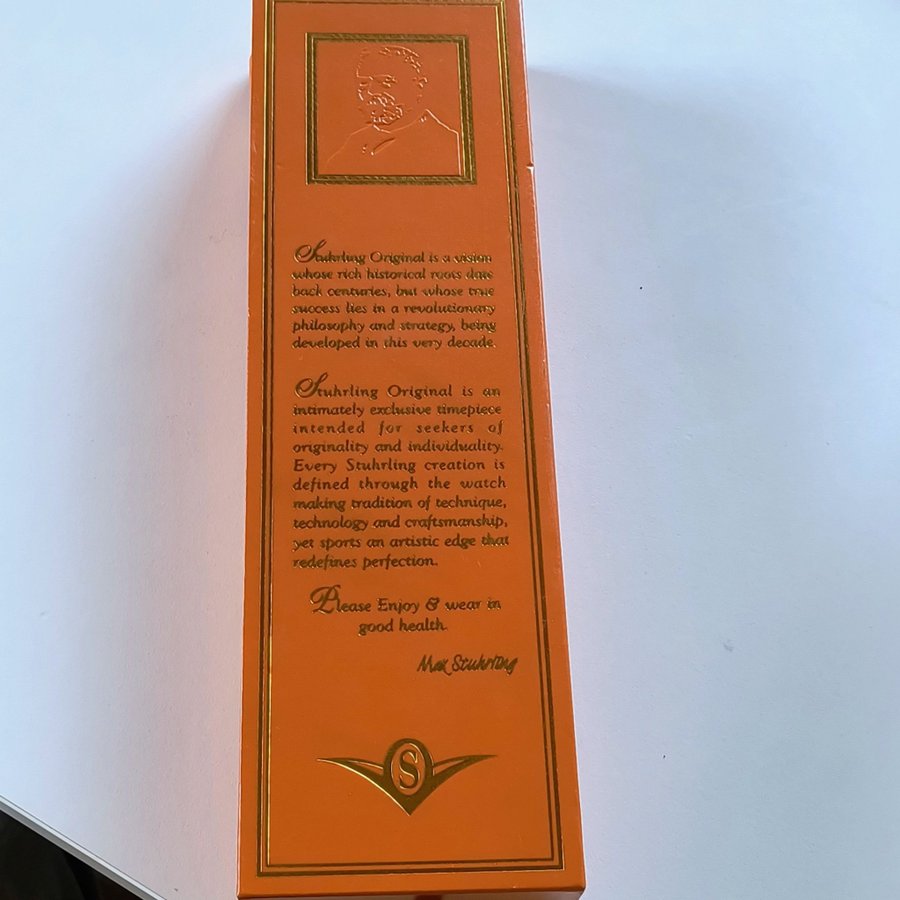 Stuhrling Original is a vision
whose rich historical roots date
back centuries, but whose true
success lies in a revolutionary
philosophy and strategy, being
developed in this very decade.
Stuhrling Original is an
intimately exclusive timepiece
intended for seekers of
originality and individuality.
Every Stuhrling creation is
defined through the watch
making tradition of technique,
technology and craftsmanship,
yet sports an artistic edge that
redefines perfection.
Please Enjoy & wear in
good health.
Max Stuhrling
S